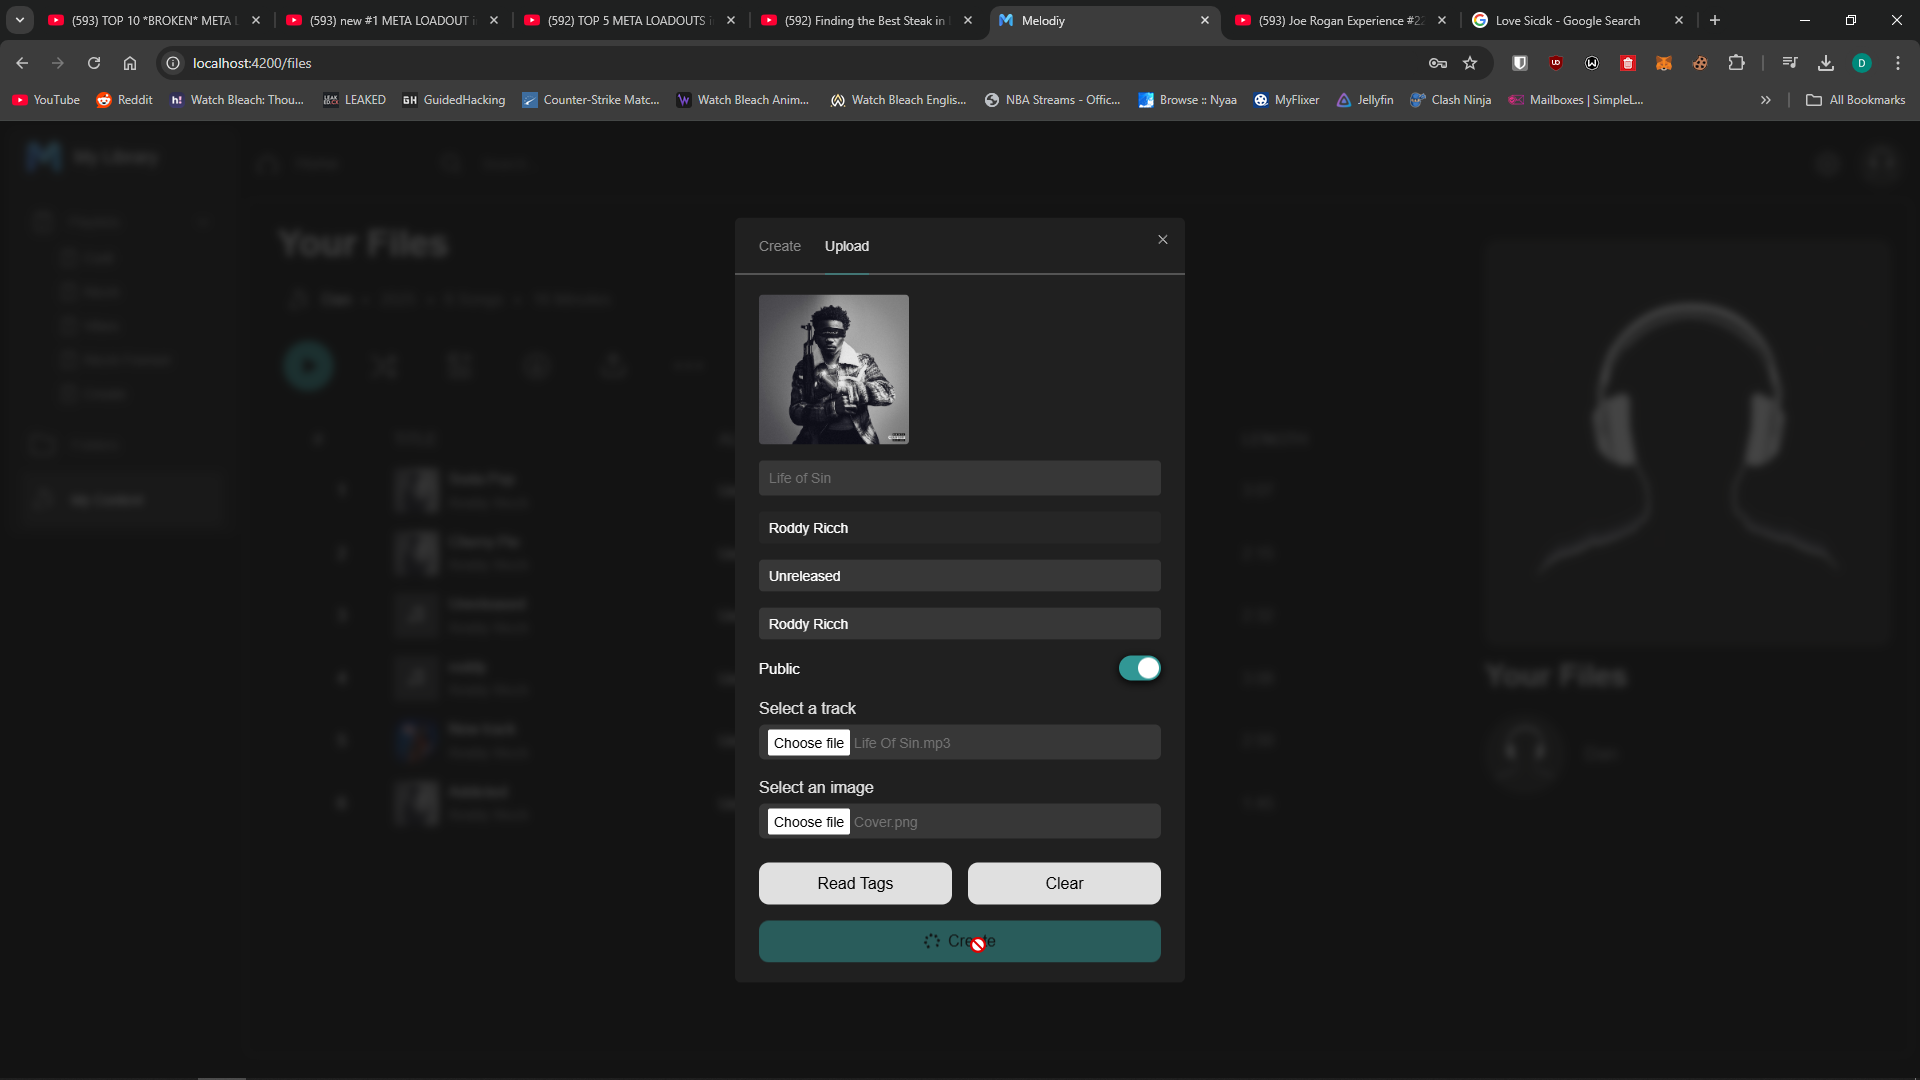 (593) TOP 10 *BROKEN* META L
(593) new #1 META LOADOUT i
(592) TOP 5 META LOADOUTS i
(592) Finding the Best Steak in
Melodiy
(593) Joe Rogan Experience #22
Love Sicdk - Google Search
localhost:4200/files
D
YouTube
Reddit
Watch Bleach: Thou...
LEAKED
GuidedHacking
Counter-Strike Matc...
Watch Bleach Anim...
Watch Bleach Englis...
NBA Streams - Offic...
Browse :: Nyaa
MyFlixer
Jellyfin
Clash Ninja
Mailboxes | SimpleL...
All Bookmarks
My Library
Your Files
Create
Upload
Life of Sin
Roddy Ricch
Unreleased
Roddy Ricch
Public
Select a track
Choose file
Life Of Sin.mp3
Select an image
Choose file
Cover.png
Read Tags
Clear
Create
Your Files